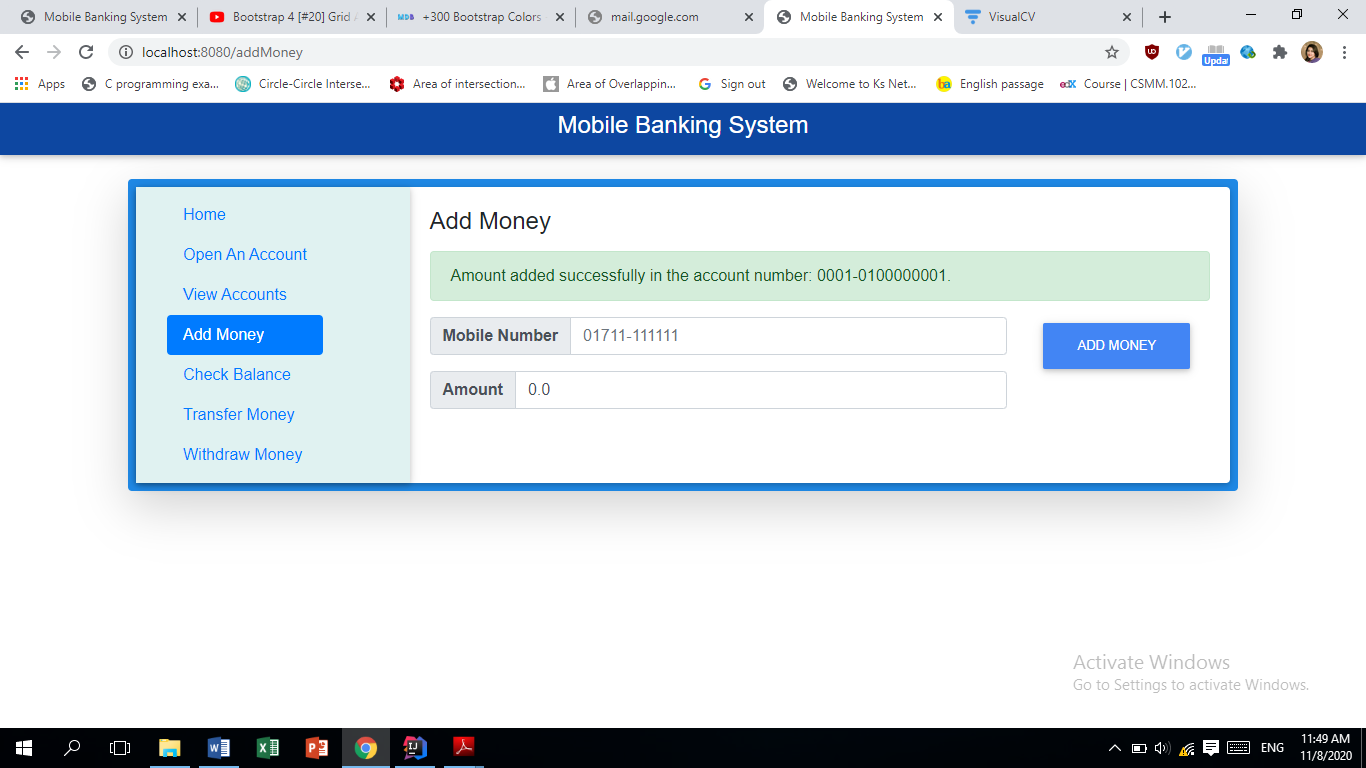 Mobile Banking System
Bootstrap 4 [#20] Grid
MDB +300 Bootstrap Colors
mail.google.com
Mobile Banking System
VisualCV
localhost:8080/addMoney
Updat
Apps
C programming exa...
Circle-Circle Interse...
Area of intersection...
Area of Overlappin...
G Sign out
Welcome to Ks Net...
ba English passage
edX Course | CSMM.102...
Mobile Banking System
Home
Open An Account
View Accounts
Add Money
Check Balance
Transfer Money
Withdraw Money
Add Money
Amount added successfully in the account number: 0001-0100000001.
Mobile Number 01711-111111
ADD MONEY
Amount 0.0
Activate Windows
Go to Settings to activate Windows.
ENG
11:49 AM
11/8/2020